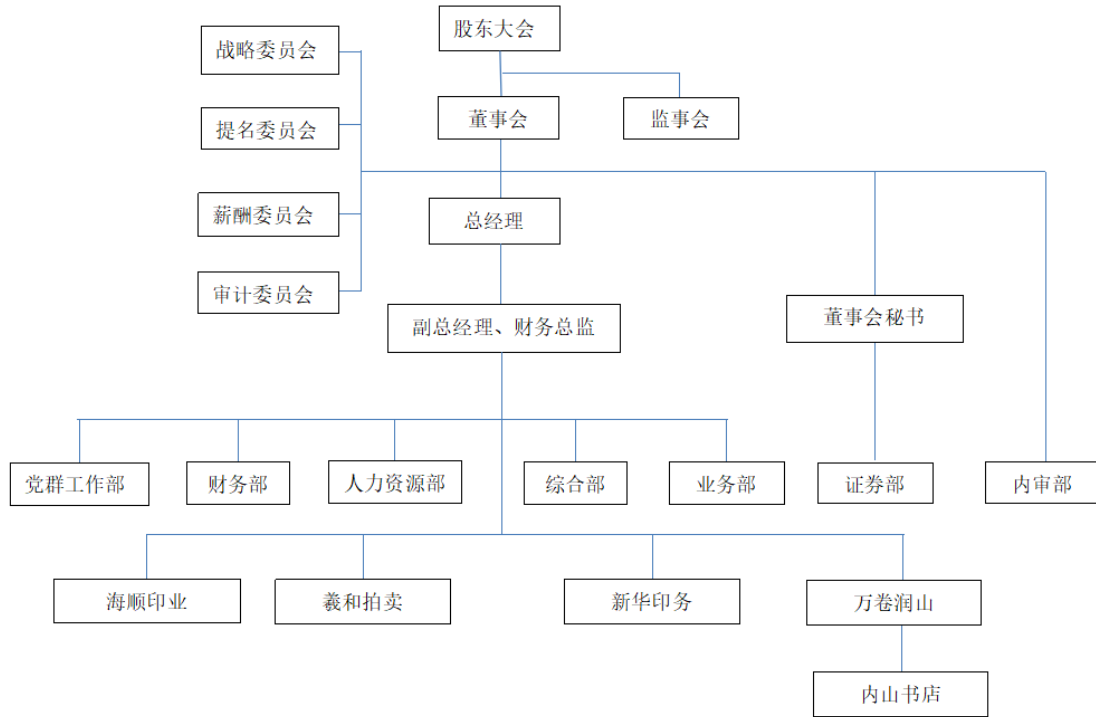 股东大会
战略委员会
董事会
监事会
提名委员会
薪酬委员会
总经理
审计委员会
副总经理、财务总监
董事会秘书
党群工作部
财务部
人力资源部
综合部
业务部
证券部
内审部
海顺印业
羲和拍卖
新华印务
万卷润山
内山书店